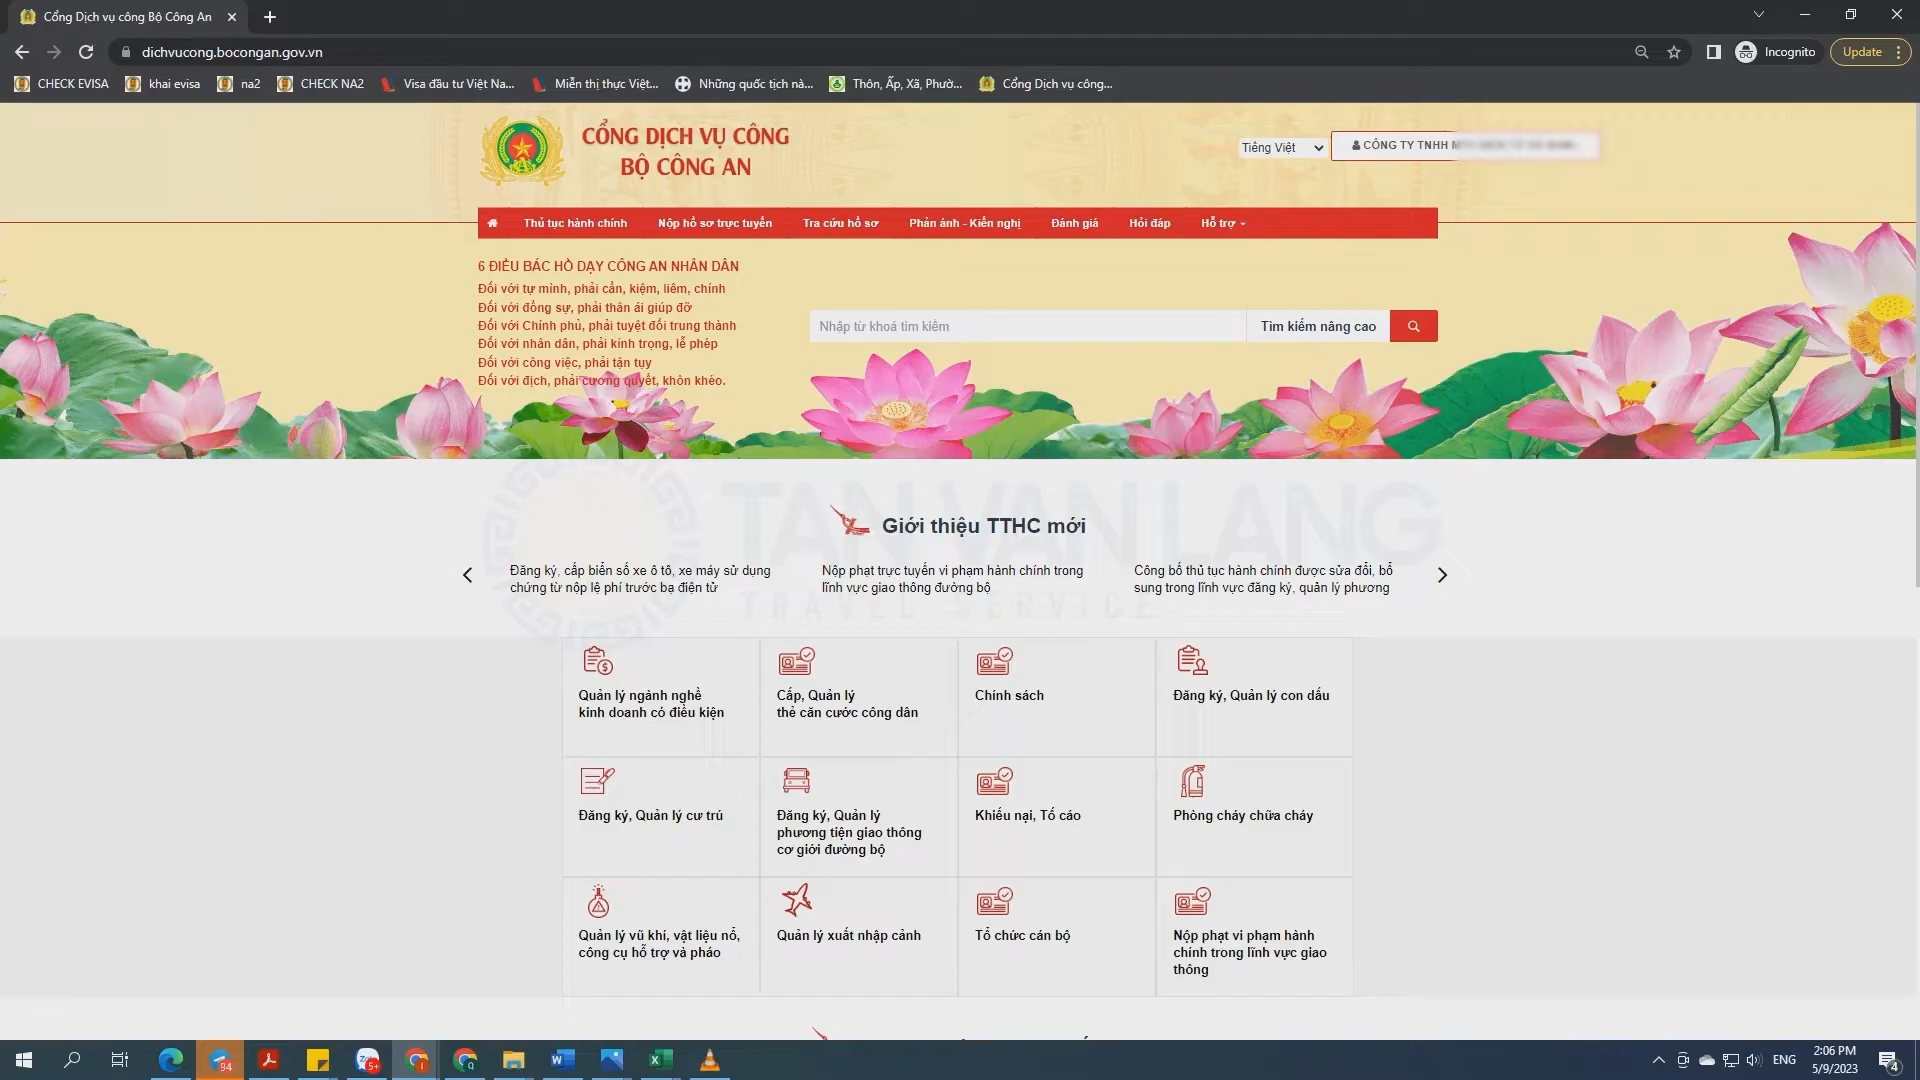 Cổng Dịch vụ công Bộ Công An
dichvucong.bocongan.gov.vn
Incognito
Update
CHECK EVISA
khai evisa
na2
CHECK NA2
Visa đầu tư Việt Na...
Miễn thị thực Việt...
Những quốc tịch nà...
Thôn, Ấp, Xã, Phườ...
Cổng Dịch vụ công...
CỔNG DỊCH VỤ CÔNG
BỘ CÔNG AN
Tiếng Việt
CÔNG TY TNHH
Thủ tục hành chính
Nộp hồ sơ trực tuyến
Tra cứu hồ sơ
Phản ánh - Kiến nghị
Đánh giá
Hỏi đáp
Hỗ trợ
6 ĐIỀU BÁC HỒ DẠY CÔNG AN NHÂN DÂN
Đối với tự mình, phải cần, kiệm, liêm, chính
Đối với đồng sự, phải thân ái giúp đỡ
Đối với Chính phủ, phải tuyệt đối trung thành
Đối với nhân dân, phải kính trọng, lễ phép
Đối với công việc, phải tận tụy
Đối với địch, phải cương quyết, khôn khéo.
Nhập từ khoá tìm kiếm
Tìm kiếm nâng cao
TAN VAN LANG
TRAVEL SERVICE
Giới thiệu TTHC mới
Đăng ký, cấp biển số xe ô tô, xe máy sử dụng
chứng từ nộp lệ phí trước bạ điện tử
Nộp phạt trực tuyến vi phạm hành chính trong
lĩnh vực giao thông đường bộ
Công bố thủ tục hành chính được sửa đổi, bổ
sung trong lĩnh vực đăng ký, quản lý phương
Quản lý ngành nghề
kinh doanh có điều kiện
Cấp, Quản lý
thẻ căn cước công dân
Chính sách
Đăng ký, Quản lý con dấu
Đăng ký, Quản lý cư trú
Đăng ký, Quản lý
phương tiện giao thông
cơ giới đường bộ
Khiếu nại, Tố cáo
Phòng cháy chữa cháy
Quản lý vũ khí, vật liệu nổ,
công cụ hỗ trợ và pháo
Quản lý xuất nhập cảnh
Tổ chức cán bộ
Nộp phạt vi phạm hành
chính trong lĩnh vực giao
thông
94
5+
ENG
2:06 PM
5/9/2023
4